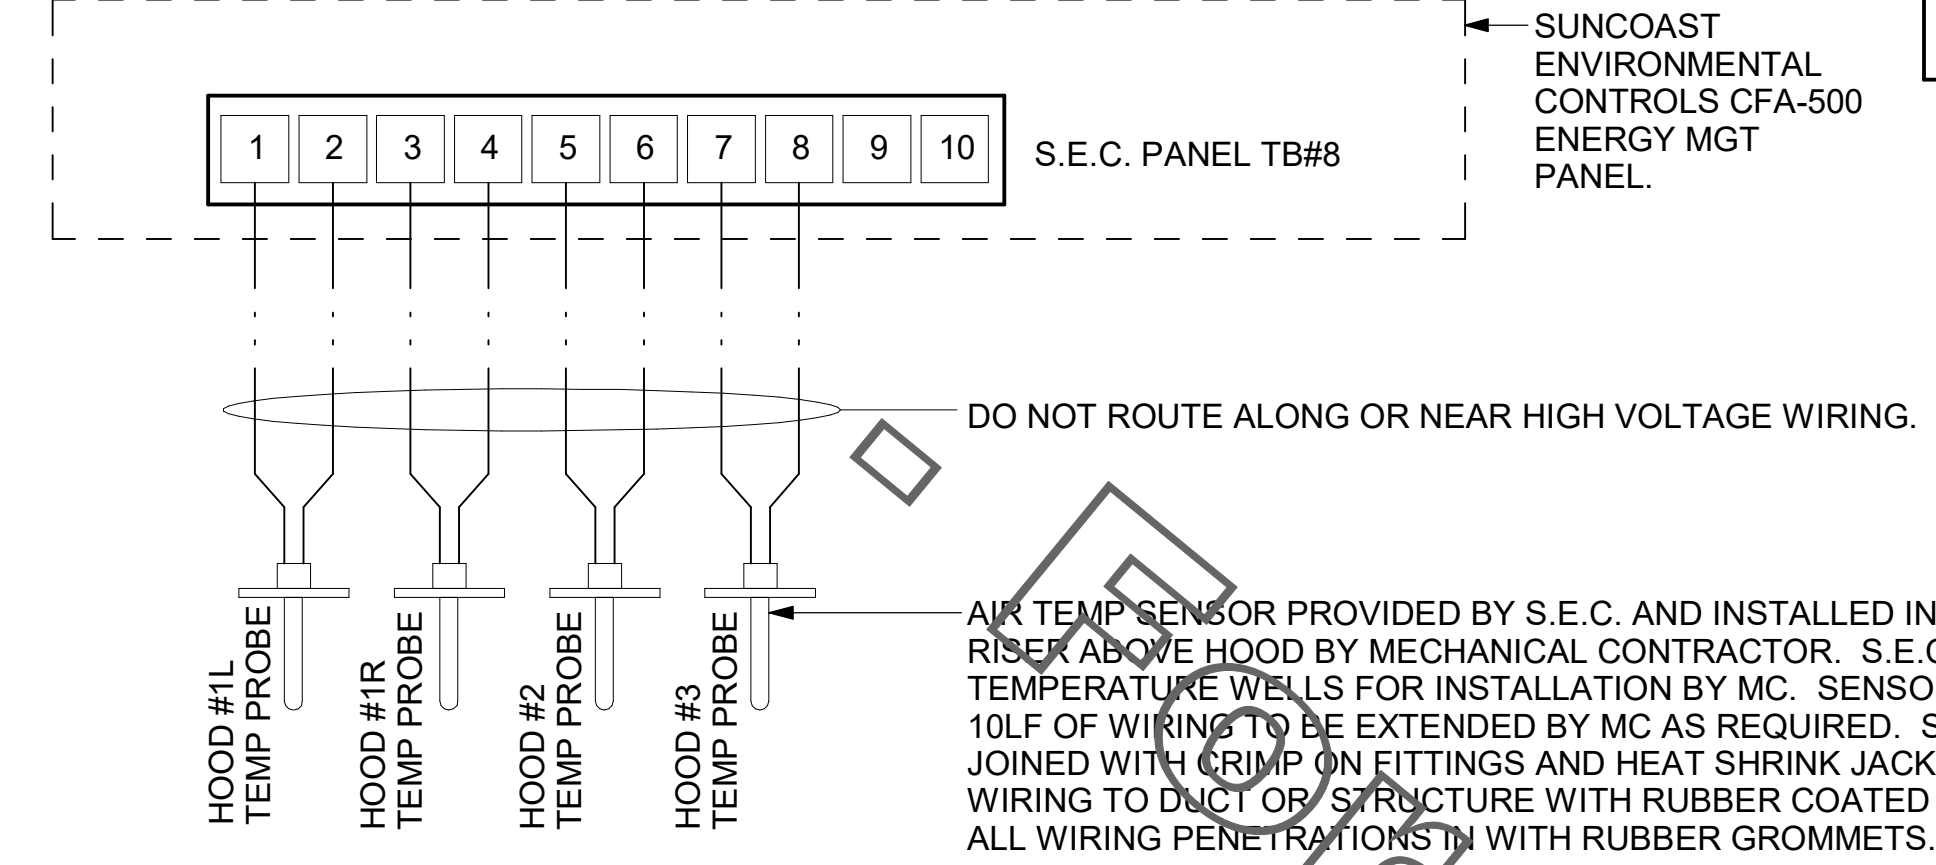 SUNCOAST
ENVIRONMENTAL
CONTROLS CFA-500
ENERGY MGT
PANEL.
1 2 3 4 5 6 7 8 9 10
S.E.C. PANEL TB#8
DO NOT ROUTE ALONG OR NEAR HIGH VOLTAGE WIRING.
AIR TEMP SENSOR PROVIDED BY S.E.C. AND INSTALLED IN
RISER ABOVE HOOD BY MECHANICAL CONTRACTOR. S.E.C
TEMPERATURE WELLS FOR INSTALLATION BY MC. SENSO
10LF OF WIRING TO BE EXTENDED BY MC AS REQUIRED. S
JOINED WITH CRIMP ON FITTINGS AND HEAT SHRINK JACK
WIRING TO DUCT OR STRUCTURE WITH RUBBER COATED
ALL WIRING PENETRATIONS IN WITH RUBBER GROMMETS.
HOOD #1L
TEMP PROBE
HOOD #1R
TEMP PROBE
HOOD #2
TEMP PROBE
HOOD #3
TEMP PROBE